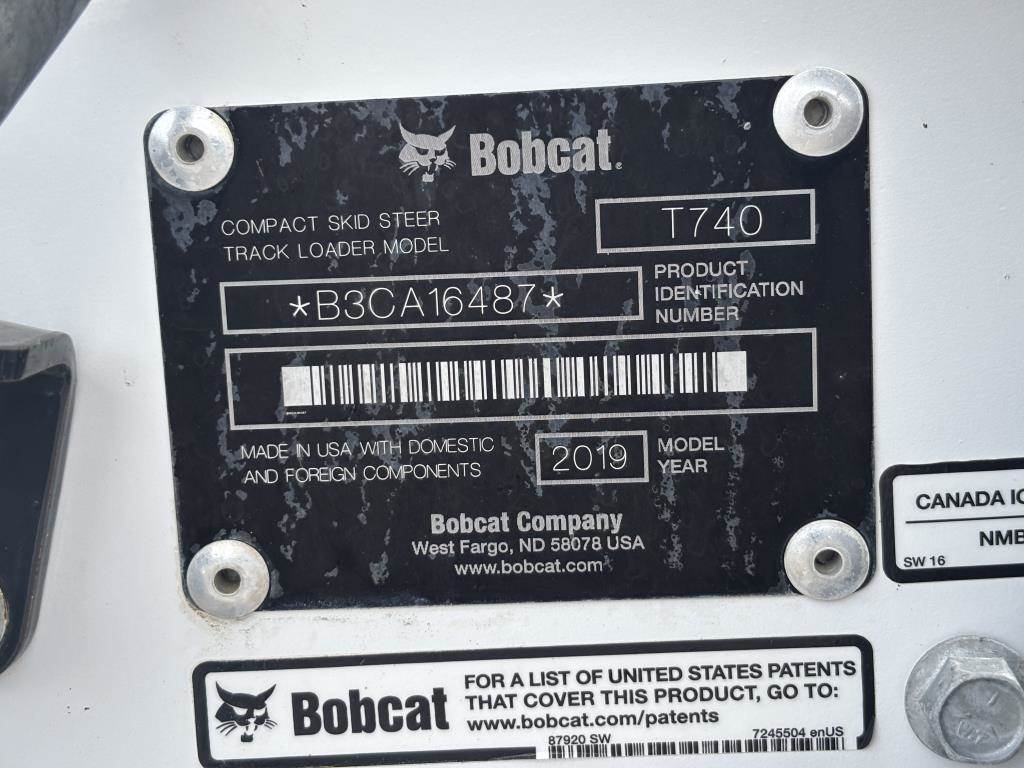 Bobcat.
COMPACT SKID STEER
TRACK LOADER MODEL
T740
*B3CA16487*
PRODUCT
IDENTIFICATION
NUMBER
MADE IN USA WITH DOMESTIC
AND FOREIGN COMPONENTS
2019
MODEL
YEAR
Bobcat Company
West Fargo, ND 58078 USA
www.bobcat.com
CANADA IC
NMB
SW 16
Bobcat
FOR A LIST OF UNITED STATES PATENTS
THAT COVER THIS PRODUCT, GO TO:
www.bobcat.com/patents
87920 SW
7245504 enUS